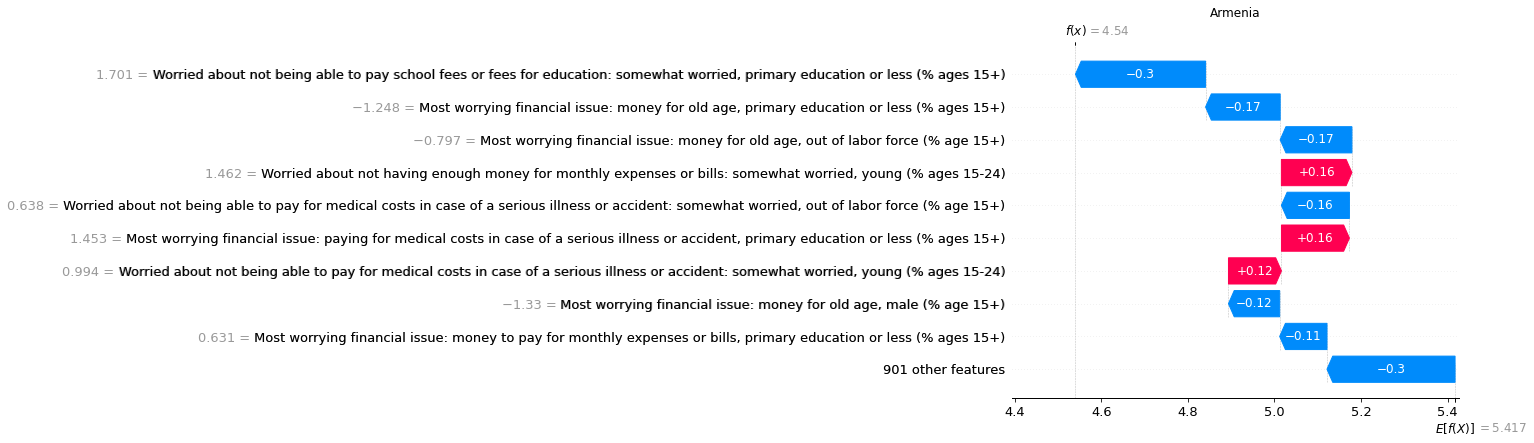 Armenia
f(x) = 4.54
1.701 = Worried about not being able to pay school fees or fees for education: somewhat worried, primary education or less (% ages 15+)
−0.3
−1.248 = Most worrying financial issue: money for old age, primary education or less (% ages 15+)
−0.17
−0.797 = Most worrying financial issue: money for old age, out of labor force (% age 15+)
−0.17
1.462 = Worried about not having enough money for monthly expenses or bills: somewhat worried, young (% ages 15-24)
+0.16
0.638 = Worried about not being able to pay for medical costs in case of a serious illness or accident: somewhat worried, out of labor force (% age 15+)
−0.16
1.453 = Most worrying financial issue: paying for medical costs in case of a serious illness or accident, primary education or less (% ages 15+)
+0.16
0.994 = Worried about not being able to pay for medical costs in case of a serious illness or accident: somewhat worried, young (% ages 15-24)
+0.12
−1.33 = Most worrying financial issue: money for old age, male (% age 15+)
−0.12
0.631 = Most worrying financial issue: money to pay for monthly expenses or bills, primary education or less (% ages 15+)
−0.11
901 other features
−0.3
4.4 4.6 4.8 5.0 5.2 5.4
E[f(X)] = 5.417